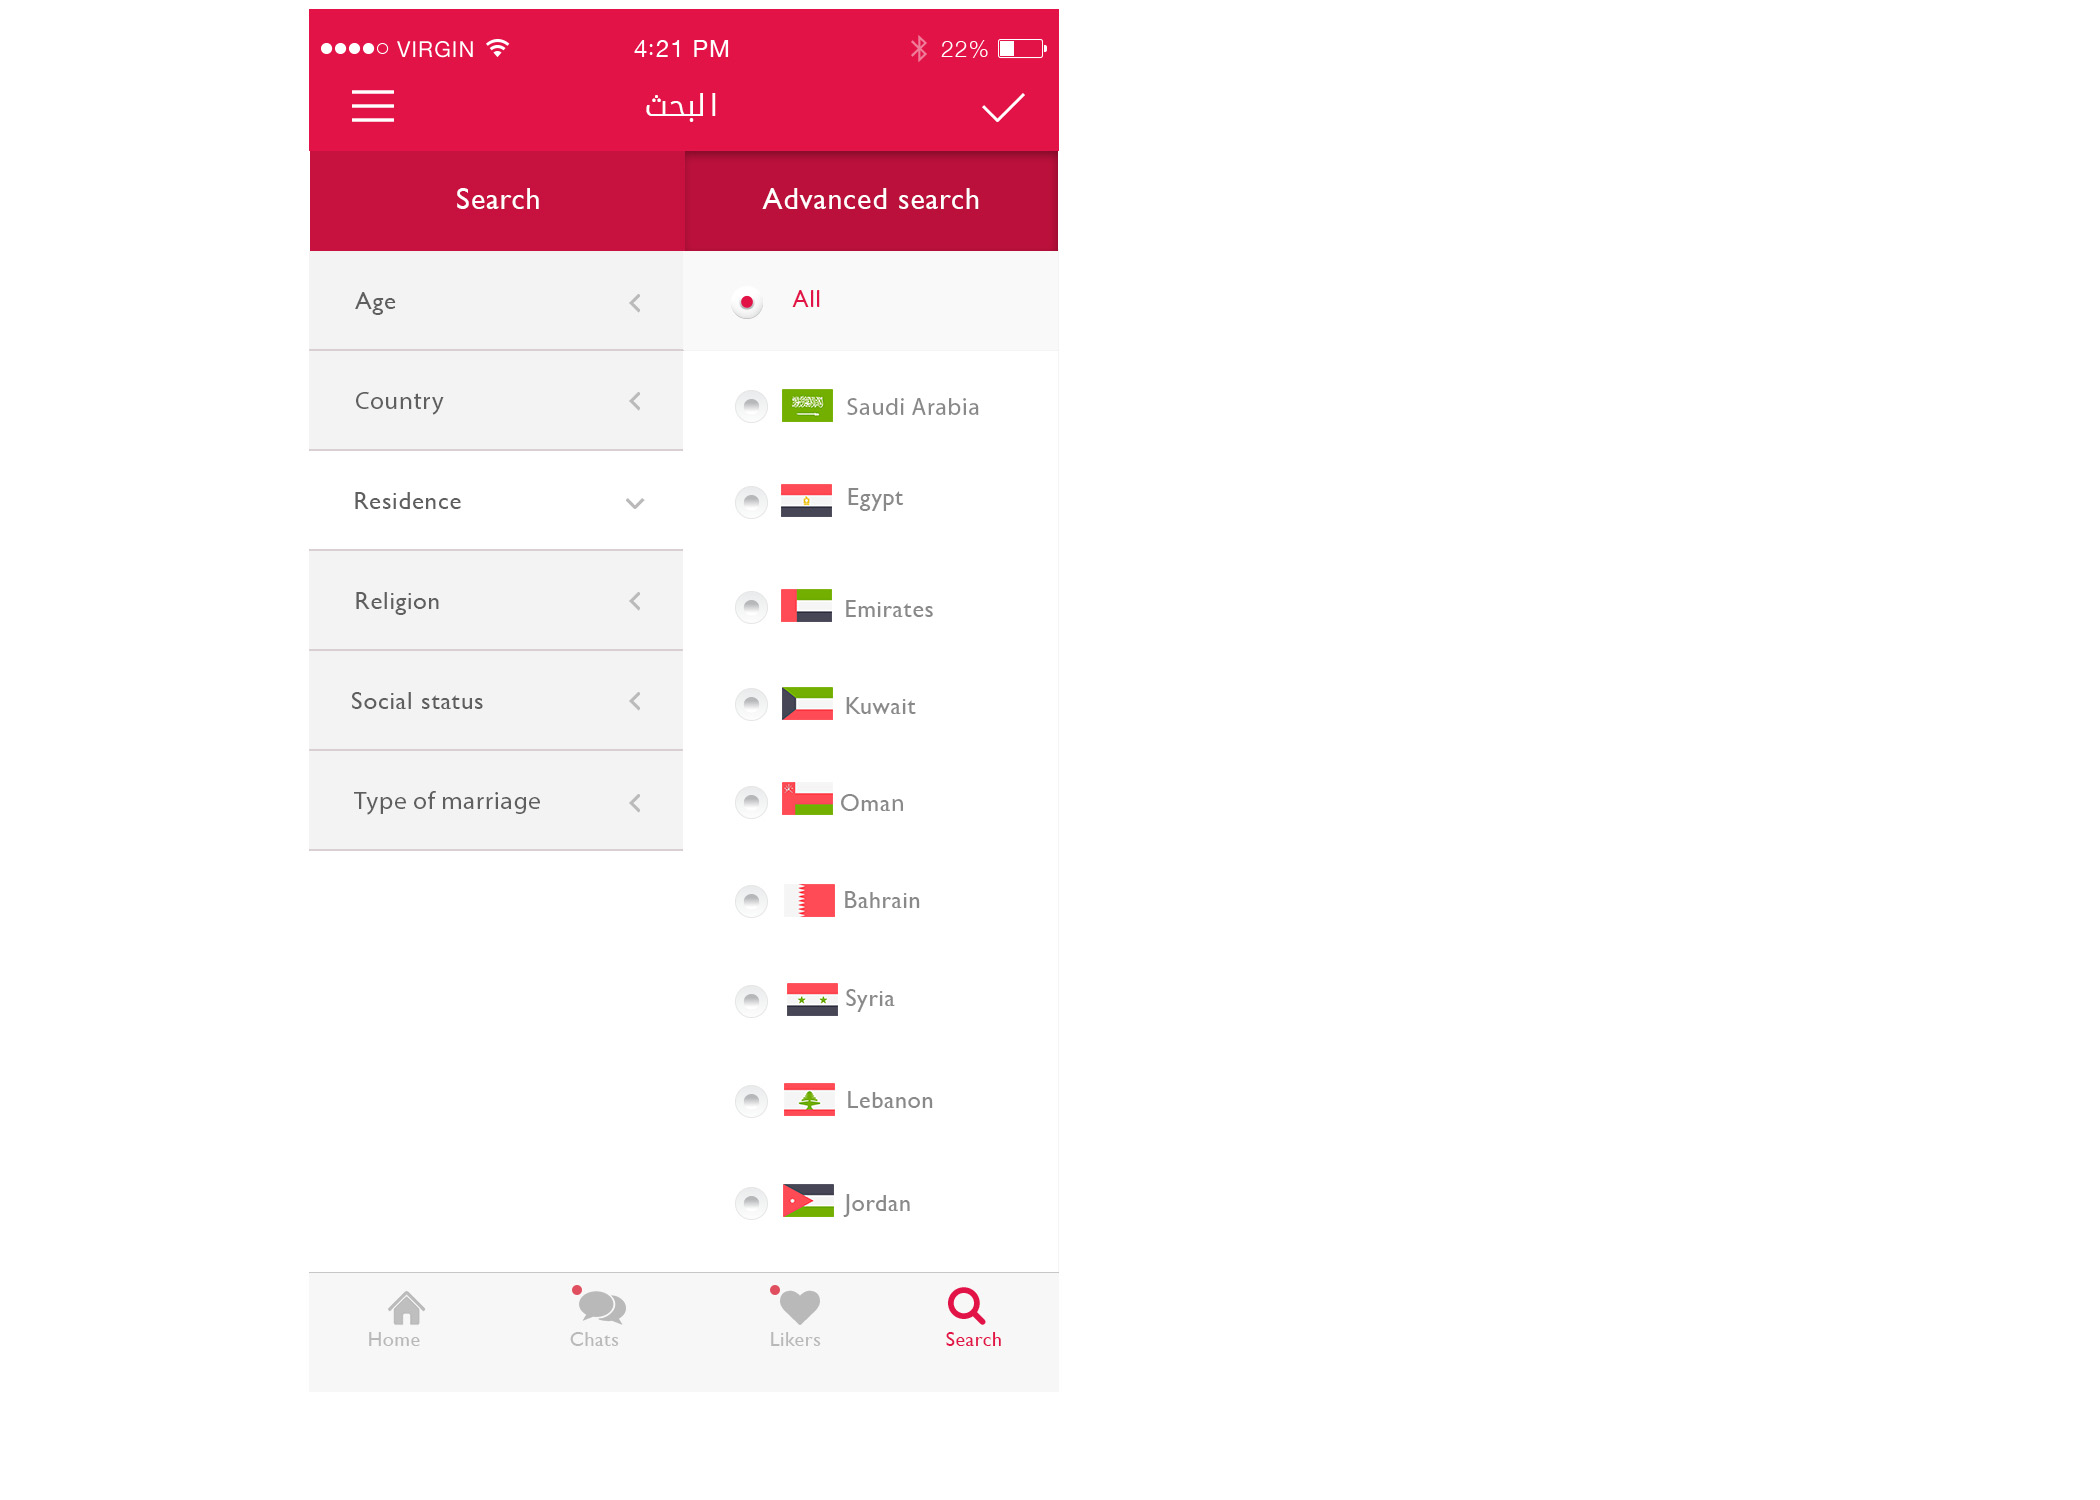 VIRGIN 4:21 PM 22%
البحث
Search
Advanced search
Age
Country
Residence
Religion
Social status
Type of marriage
All
Saudi Arabia
Egypt
Emirates
Kuwait
Oman
Bahrain
Syria
Lebanon
Jordan
Home
Chats
Likers
Search